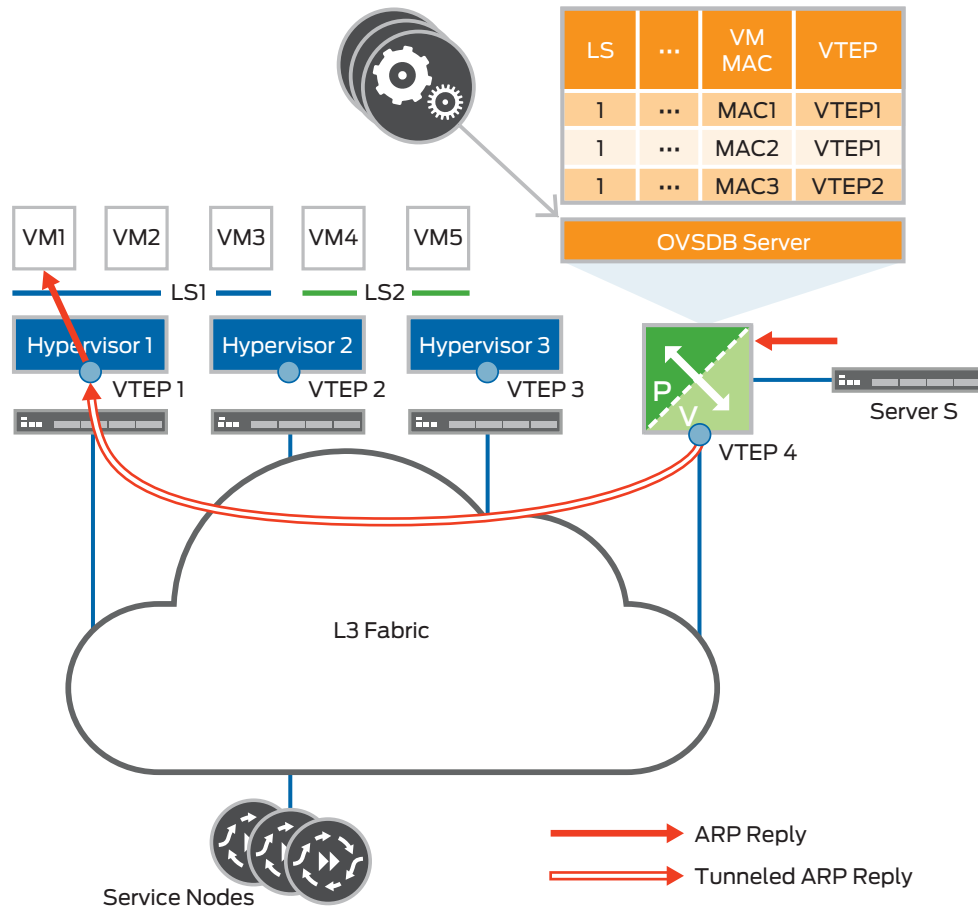 LS ... VM MAC VTEP
1 ... MAC1 VTEP1
1 ... MAC2 VTEP1
1 ... MAC3 VTEP2
OVSDB Server
VM1 VM2 VM3 VM4 VM5
LS1 LS2
Hypervisor 1 Hypervisor 2 Hypervisor 3
VTEP 1 VTEP 2 VTEP 3
P
V
VTEP 4
Server S
L3 Fabric
Service Nodes
ARP Reply
Tunneled ARP Reply